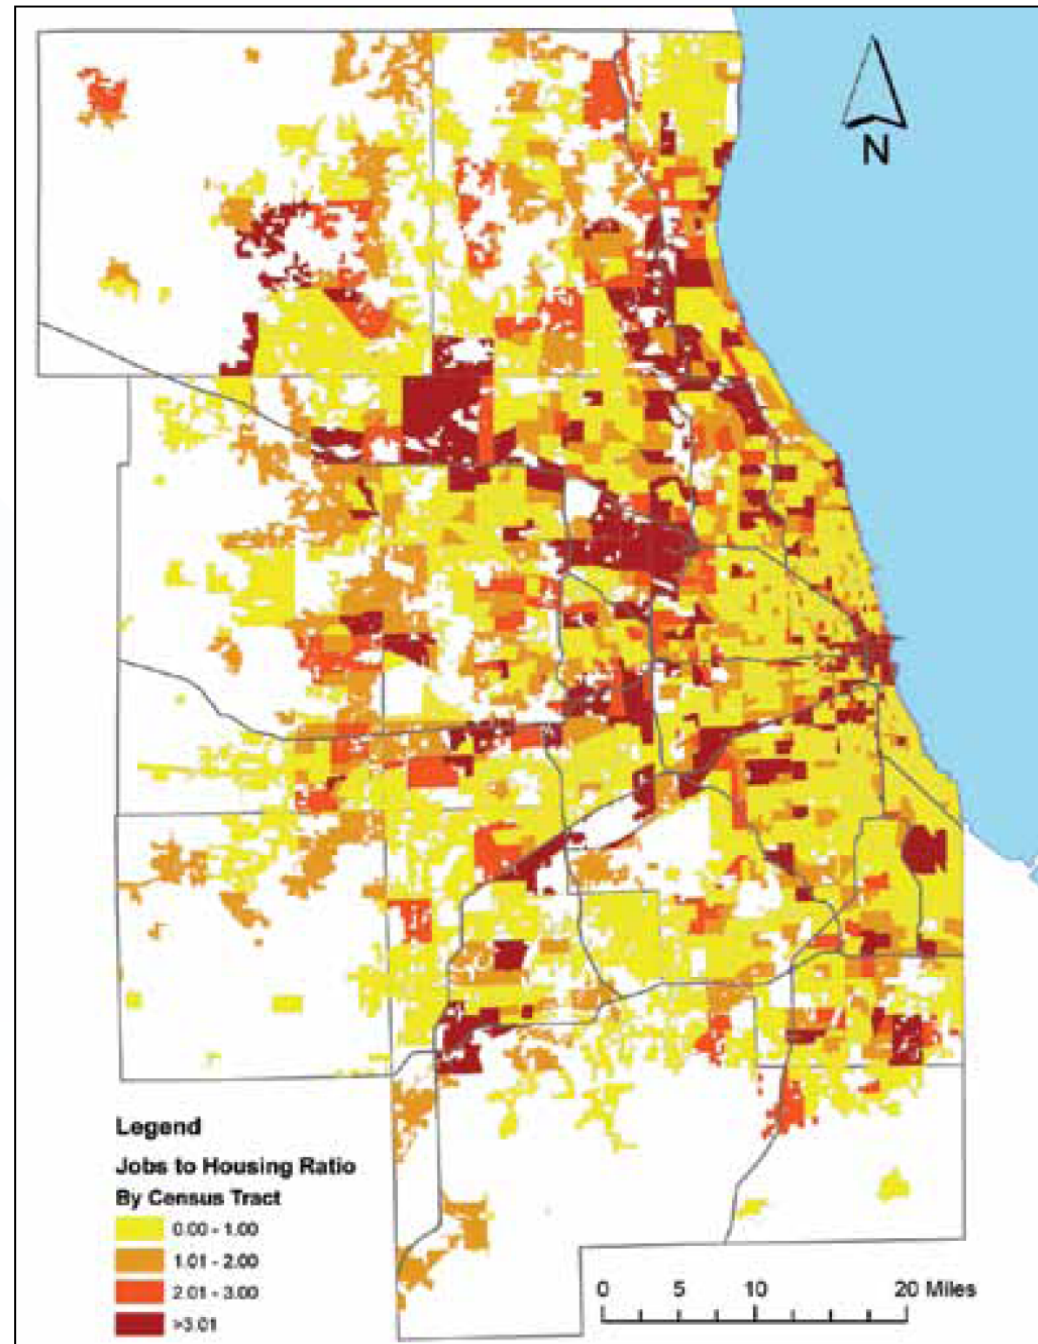 N
Legend
Jobs to Housing Ratio
By Census Tract
0.00 - 1.00
1.01 - 2.00
2.01 - 3.00
>3.01
0 5 10 20 Miles